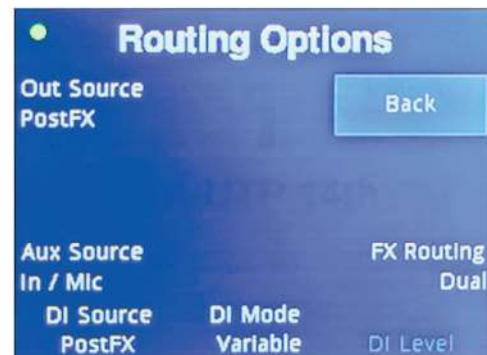 Routing Options
Out Source
Back
PostFX
Aux Source
FX Routing
In / Mic
Dual
DI Source
DI Mode
PostFX
Variable
DI Level